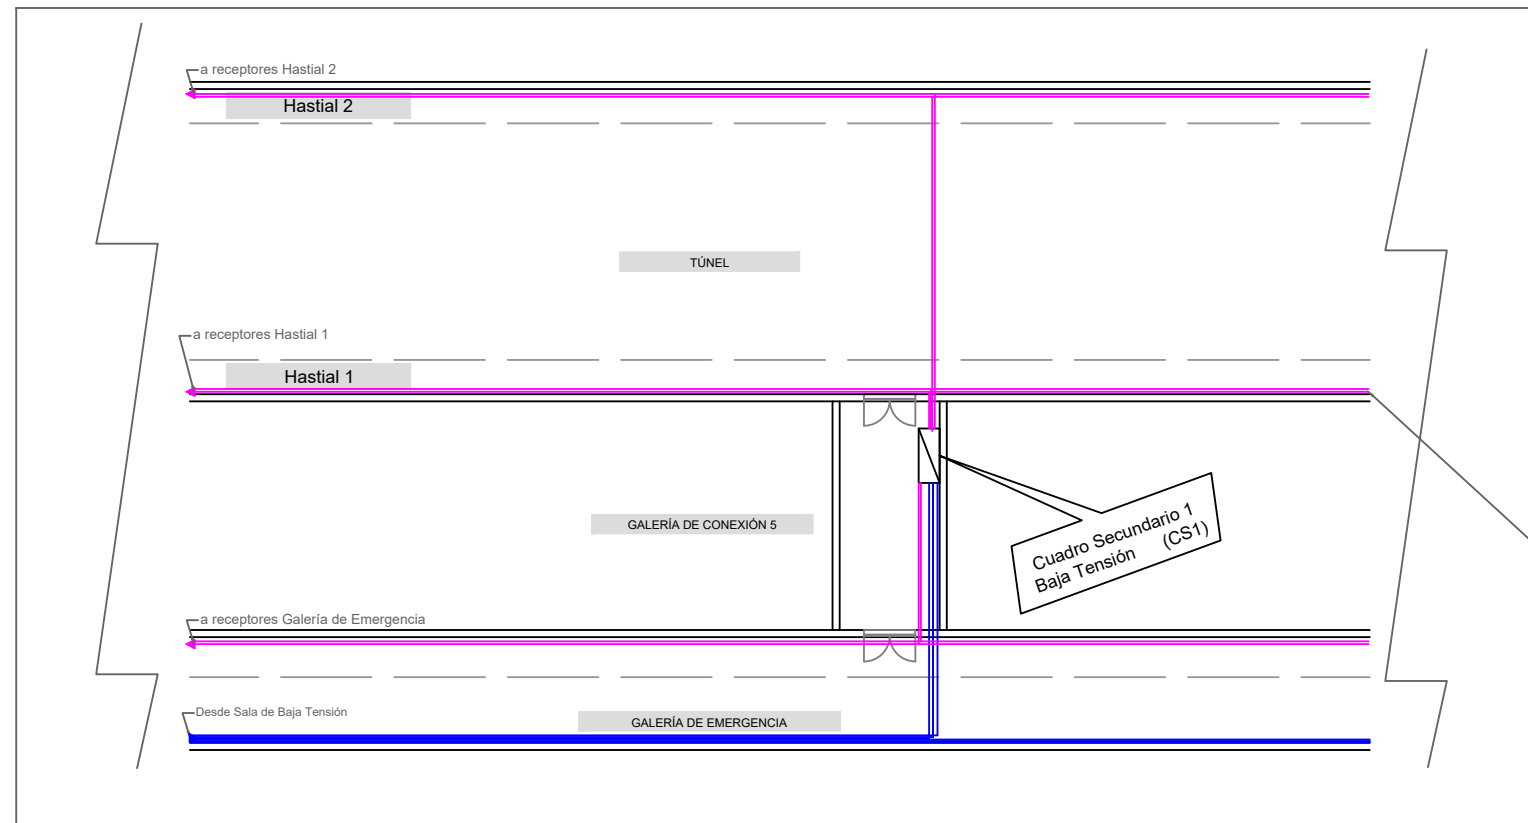 a receptores Hastial 2
Hastial 2
TÚNEL
a receptores Hastial 1
Hastial 1
GALERÍA DE CONEXIÓN 5
Cuadro Secundario 1
Baja Tensión (CS1)
a receptores Galería de Emergencia
Desde Sala de Baja Tensión
GALERÍA DE EMERGENCIA